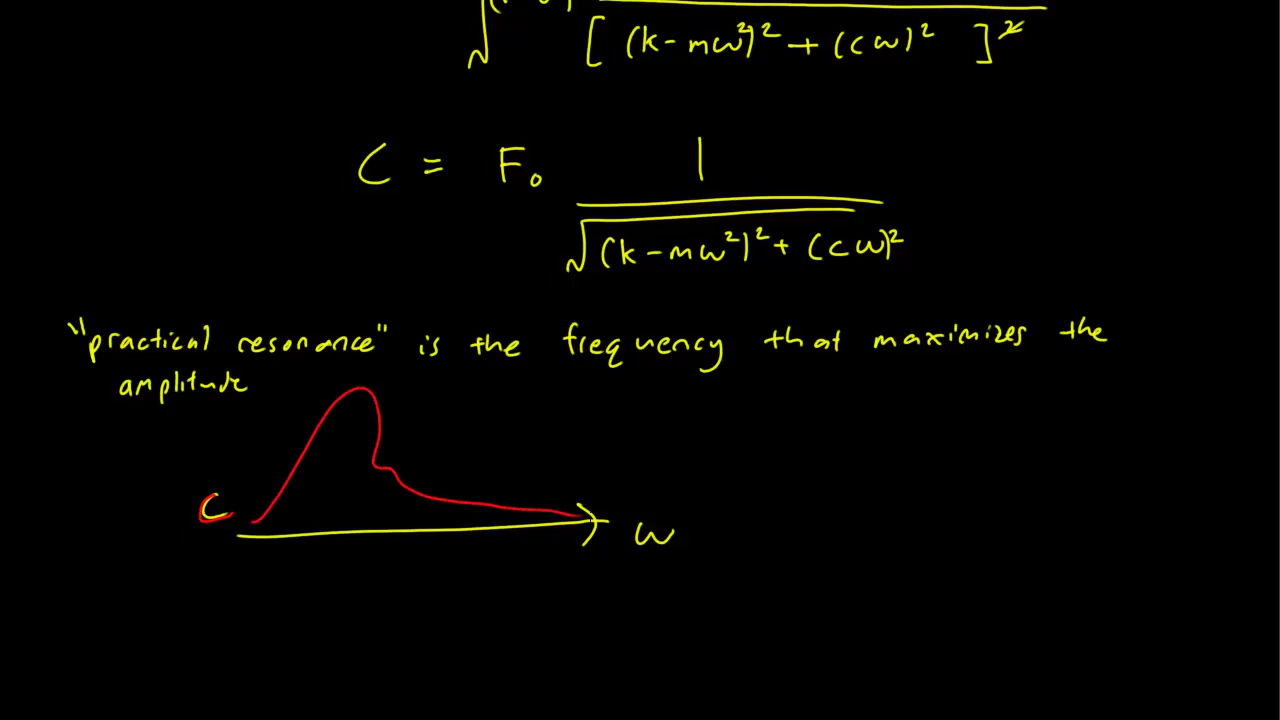 √ [ (k - mω²)² + (cω)² ]²
C = F₀ 1
√(k - mω²)² + (cω)²
"practical resonance" is the frequency that maximizes the
amplitude
C
ω